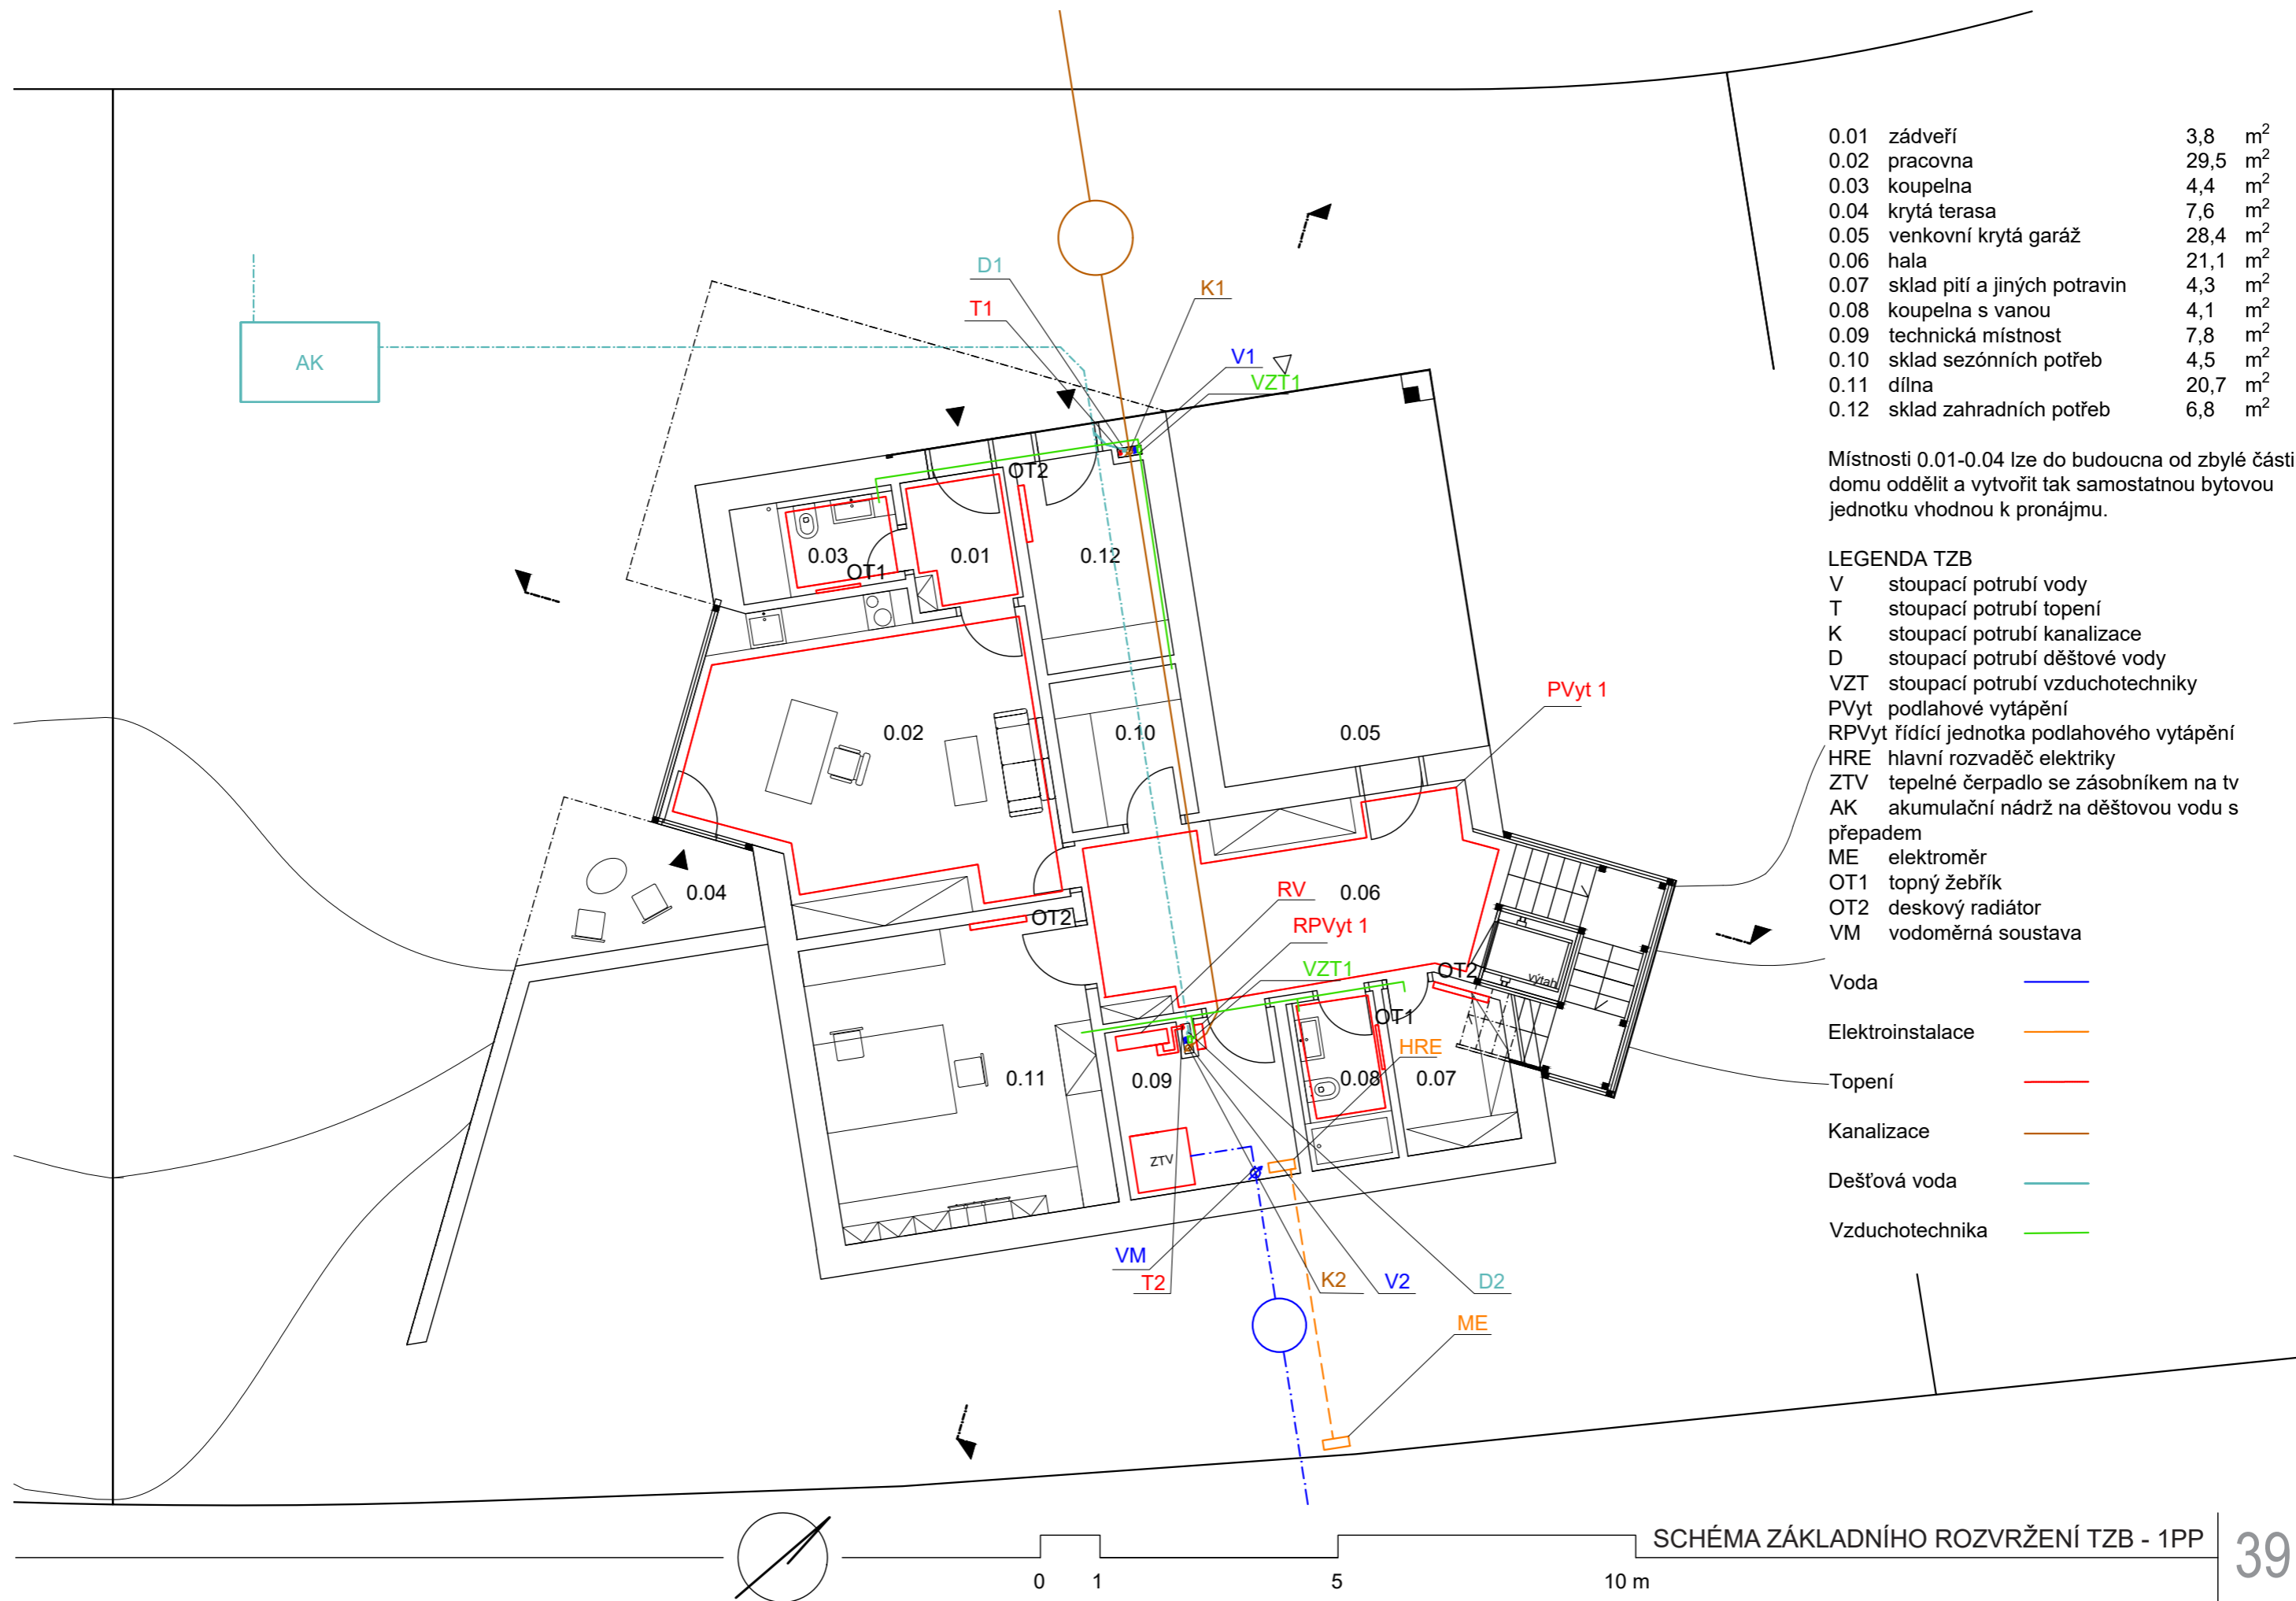 0.01 zádveří 3,8 m²
0.02 pracovna 29,5 m²
0.03 koupelna 4,4 m²
0.04 krytá terasa 7,6 m²
0.05 venkovní krytá garáž 28,4 m²
0.06 hala 21,1 m²
0.07 sklad pití a jiných potravin 4,3 m²
0.08 koupelna s vanou 4,1 m²
0.09 technická místnost 7,8 m²
0.10 sklad sezónních potřeb 4,5 m²
0.11 dílna 20,7 m²
0.12 sklad zahradních potřeb 6,8 m²
Místnosti 0.01-0.04 lze do budoucna od zbylé části
domu oddělit a vytvořit tak samostatnou bytovou
jednotku vhodnou k pronájmu.
LEGENDA TZB
V stoupací potrubí vody
T stoupací potrubí topení
K stoupací potrubí kanalizace
D stoupací potrubí děštové vody
VZT stoupací potrubí vzduchotechniky
PVyt podlahové vytápění
RPVyt řídící jednotka podlahového vytápění
HRE hlavní rozvaděč elektriky
ZTV tepelné čerpadlo se zásobníkem na tv
AK akumulační nádrž na děštovou vodu s
přepadem
ME elektroměr
OT1 topný žebřík
OT2 deskový radiátor
VM vodoměrná soustava
Voda
Elektroinstalace
Topení
Kanalizace
Dešťová voda
Vzduchotechnika
D1
K1
T1
V1
AK
VZT1
OT2
0.03
0.01
0.12
OT1
PVyt 1
0.02
0.10
0.05
RV
0.06
0.04
OT2
RPVyt 1
VZT1
OT2
výtah
OT1
HRE
0.11
0.09
0.08
0.07
ZTV
VM
T2
K2
V2
D2
ME
0
1
5
10 m
SCHÉMA ZÁKLADNÍHO ROZVRŽENÍ TZB - 1PP
39